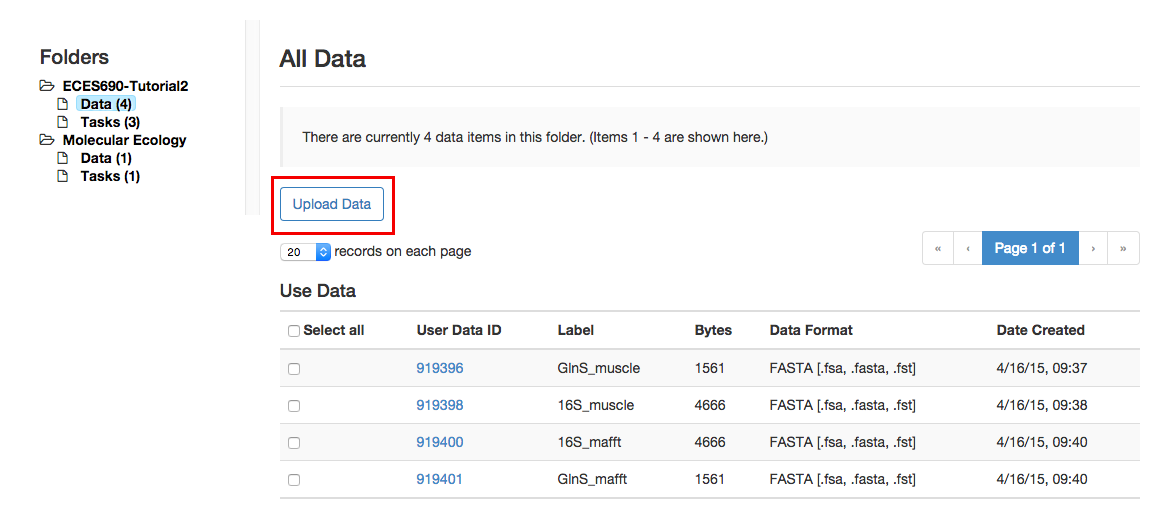 Folders
ECES690-Tutorial2
Data (4)
Tasks (3)
Molecular Ecology
Data (1)
Tasks (1)
All Data
There are currently 4 data items in this folder. (Items 1 - 4 are shown here.)
Upload Data
20 records on each page
« ‹ Page 1 of 1 › »
Use Data
Select all User Data ID Label Bytes Data Format Date Created
919396 GlnS_muscle 1561 FASTA [.fsa, .fasta, .fst] 4/16/15, 09:37
919398 16S_muscle 4666 FASTA [.fsa, .fasta, .fst] 4/16/15, 09:38
919400 16S_mafft 4666 FASTA [.fsa, .fasta, .fst] 4/16/15, 09:40
919401 GlnS_mafft 1561 FASTA [.fsa, .fasta, .fst] 4/16/15, 09:40